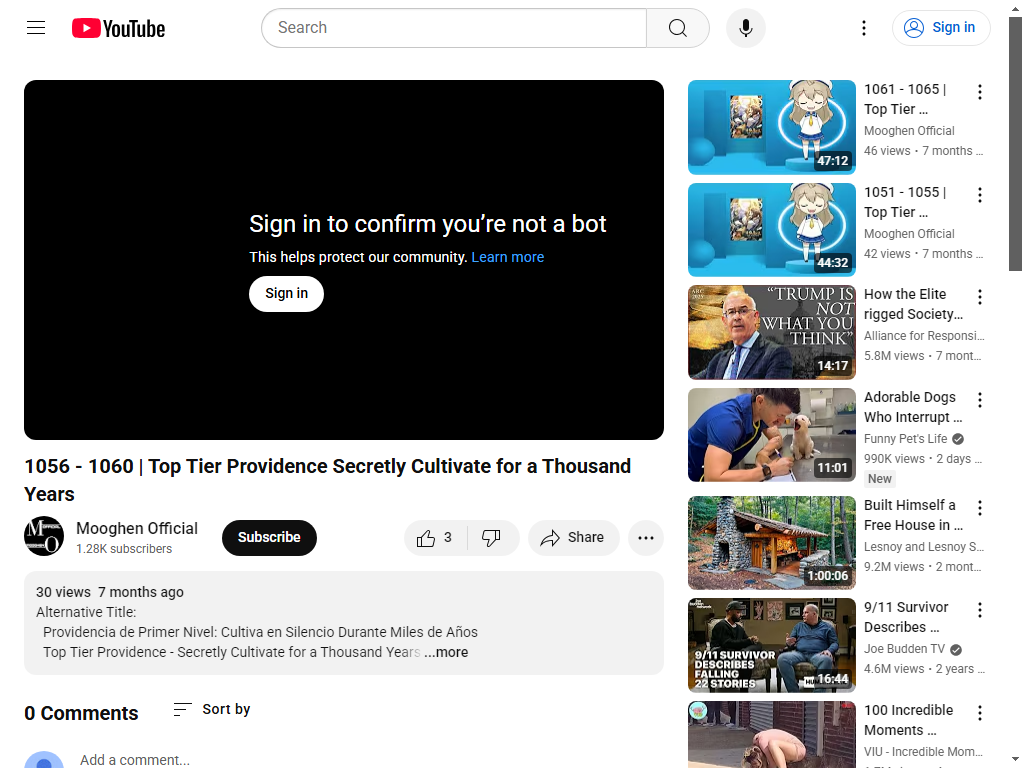 YouTube
Search
Sign in
Sign in to confirm you’re not a bot
This helps protect our community. Learn more
Sign in
1056 - 1060 | Top Tier Providence Secretly Cultivate for a Thousand
Years
Mooghen Official
1.28K subscribers
Subscribe
3
Share
30 views 7 months ago
Alternative Title:
Providencia de Primer Nivel: Cultiva en Silencio Durante Miles de Años
Top Tier Providence - Secretly Cultivate for a Thousand Years ...more
0 Comments
Sort by
Add a comment...
47:12
1061 - 1065 |
Top Tier ...
Mooghen Official
46 views • 7 months ...
44:32
1051 - 1055 |
Top Tier ...
Mooghen Official
42 views • 7 months ...
ARC
2025
“TRUMP IS
NOT
WHAT YOU
THINK”
14:17
How the Elite
rigged Society...
Alliance for Responsi...
5.8M views • 7 mont...
11:01
Adorable Dogs
Who Interrupt ...
Funny Pet's Life
990K views • 2 days ...
New
1:00:06
Built Himself a
Free House in ...
Lesnoy and Lesnoy S...
9.2M views • 2 mont...
9/11 SURVIVOR
DESCRIBES
FALLING
22 STORIES
16:44
9/11 Survivor
Describes ...
Joe Budden TV
4.6M views • 2 years ...
100 Incredible
Moments ...
VIU - Incredible Mom...